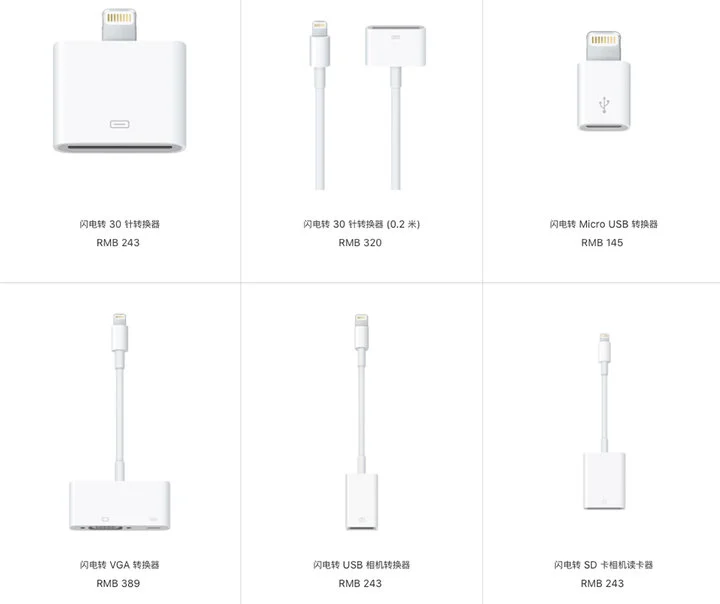 闪电转 30 针转换器
RMB 243
闪电转 30 针转换器 (0.2 米)
RMB 320
闪电转 Micro USB 转换器
RMB 145
闪电转 VGA 转换器
RMB 389
闪电转 USB 相机转换器
RMB 243
闪电转 SD 卡相机读卡器
RMB 243